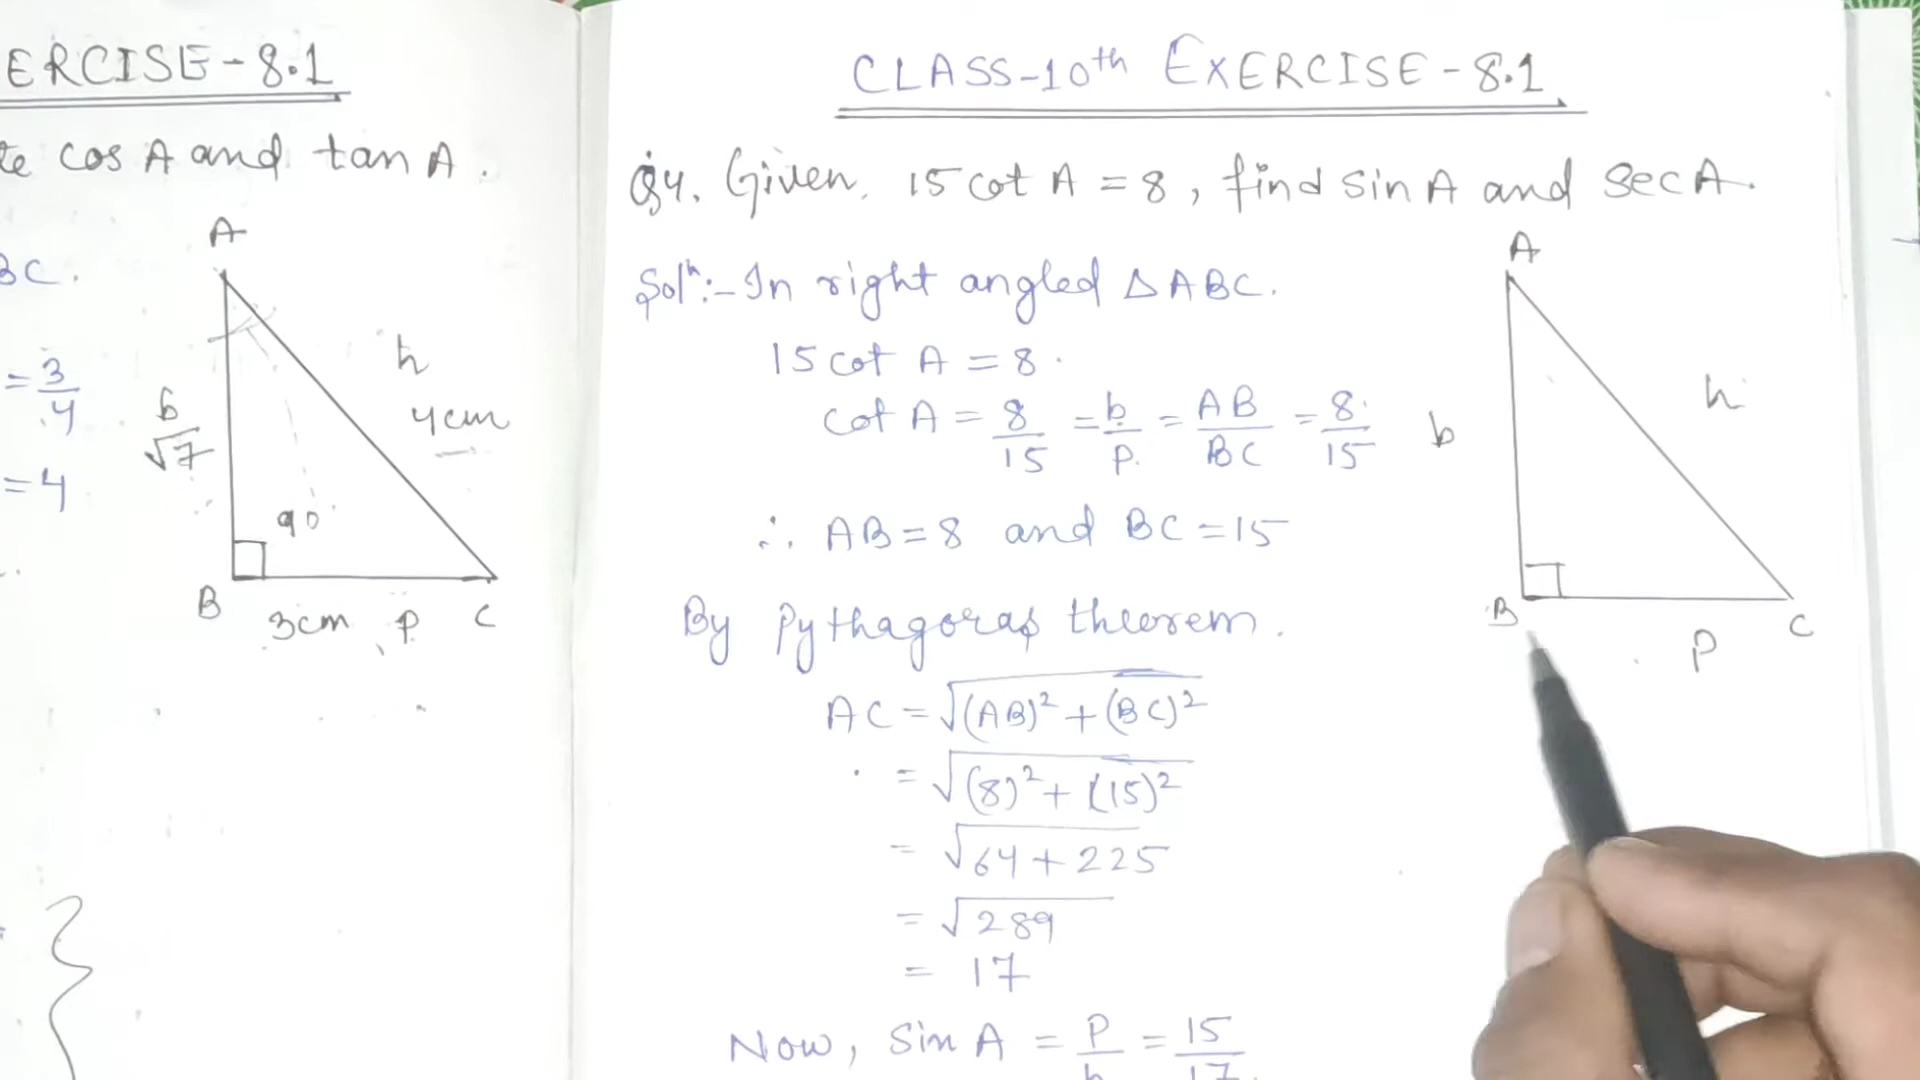 ERCISE-8.1
te cos A and tan A.
BC.
= 3/4
= 4
A
h
4cm
b
√7
90
B
3cm P C
CLASS-10th EXERCISE-8.1
Q4. Given, 15 cot A = 8, find sin A and sec A.
Solⁿ:- In right angled △ABC.
15 cot A = 8.
cot A = 8/15 = b/P = AB/BC = 8/15
∴ AB = 8 and BC = 15
By Pythagoras theorem.
AC = √(AB)² + (BC)²
= √(8)² + (15)²
= √64 + 225
= √289
= 17
Now, Sin A = P/h = 15/17
A
h
b
B
P
C